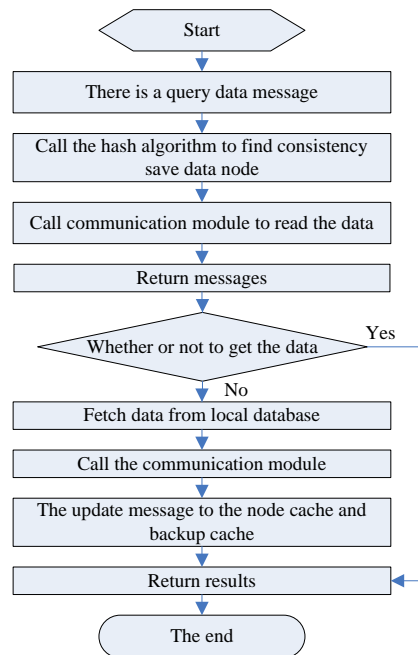 Start
There is a query data message
Call the hash algorithm to find consistency
save data node
Call communication module to read the data
Return messages
Whether or not to get the data
Yes
No
Fetch data from local database
Call the communication module
The update message to the node cache and
backup cache
Return results
The end